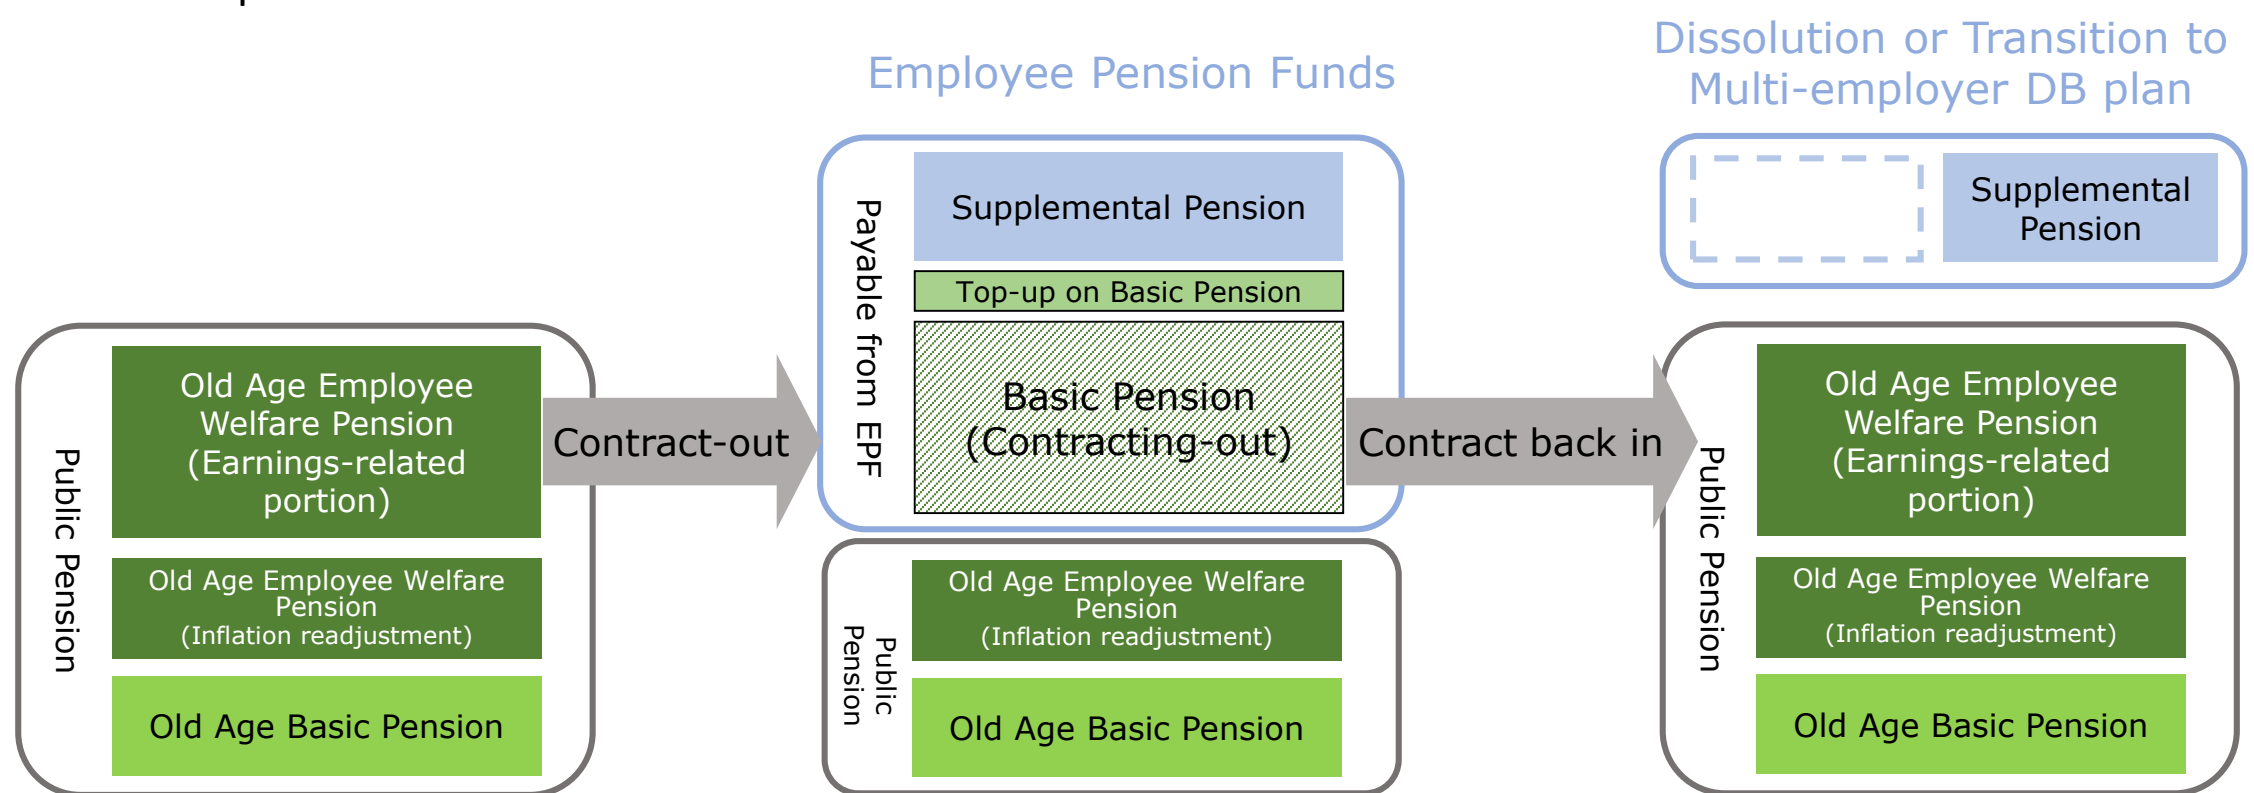 Employee Pension Funds
Dissolution or Transition to
Multi-employer DB plan
Public Pension
Old Age Employee
Welfare Pension
(Earnings-related
portion)
Old Age Employee Welfare
Pension
(Inflation readjustment)
Old Age Basic Pension
Contract-out
Payable from EPF
Supplemental Pension
Top-up on Basic Pension
Basic Pension
(Contracting-out)
Public
Pension
Old Age Employee Welfare
Pension
(Inflation readjustment)
Old Age Basic Pension
Contract back in
Supplemental
Pension
Public Pension
Old Age Employee
Welfare Pension
(Earnings-related
portion)
Old Age Employee Welfare
Pension
(Inflation readjustment)
Old Age Basic Pension